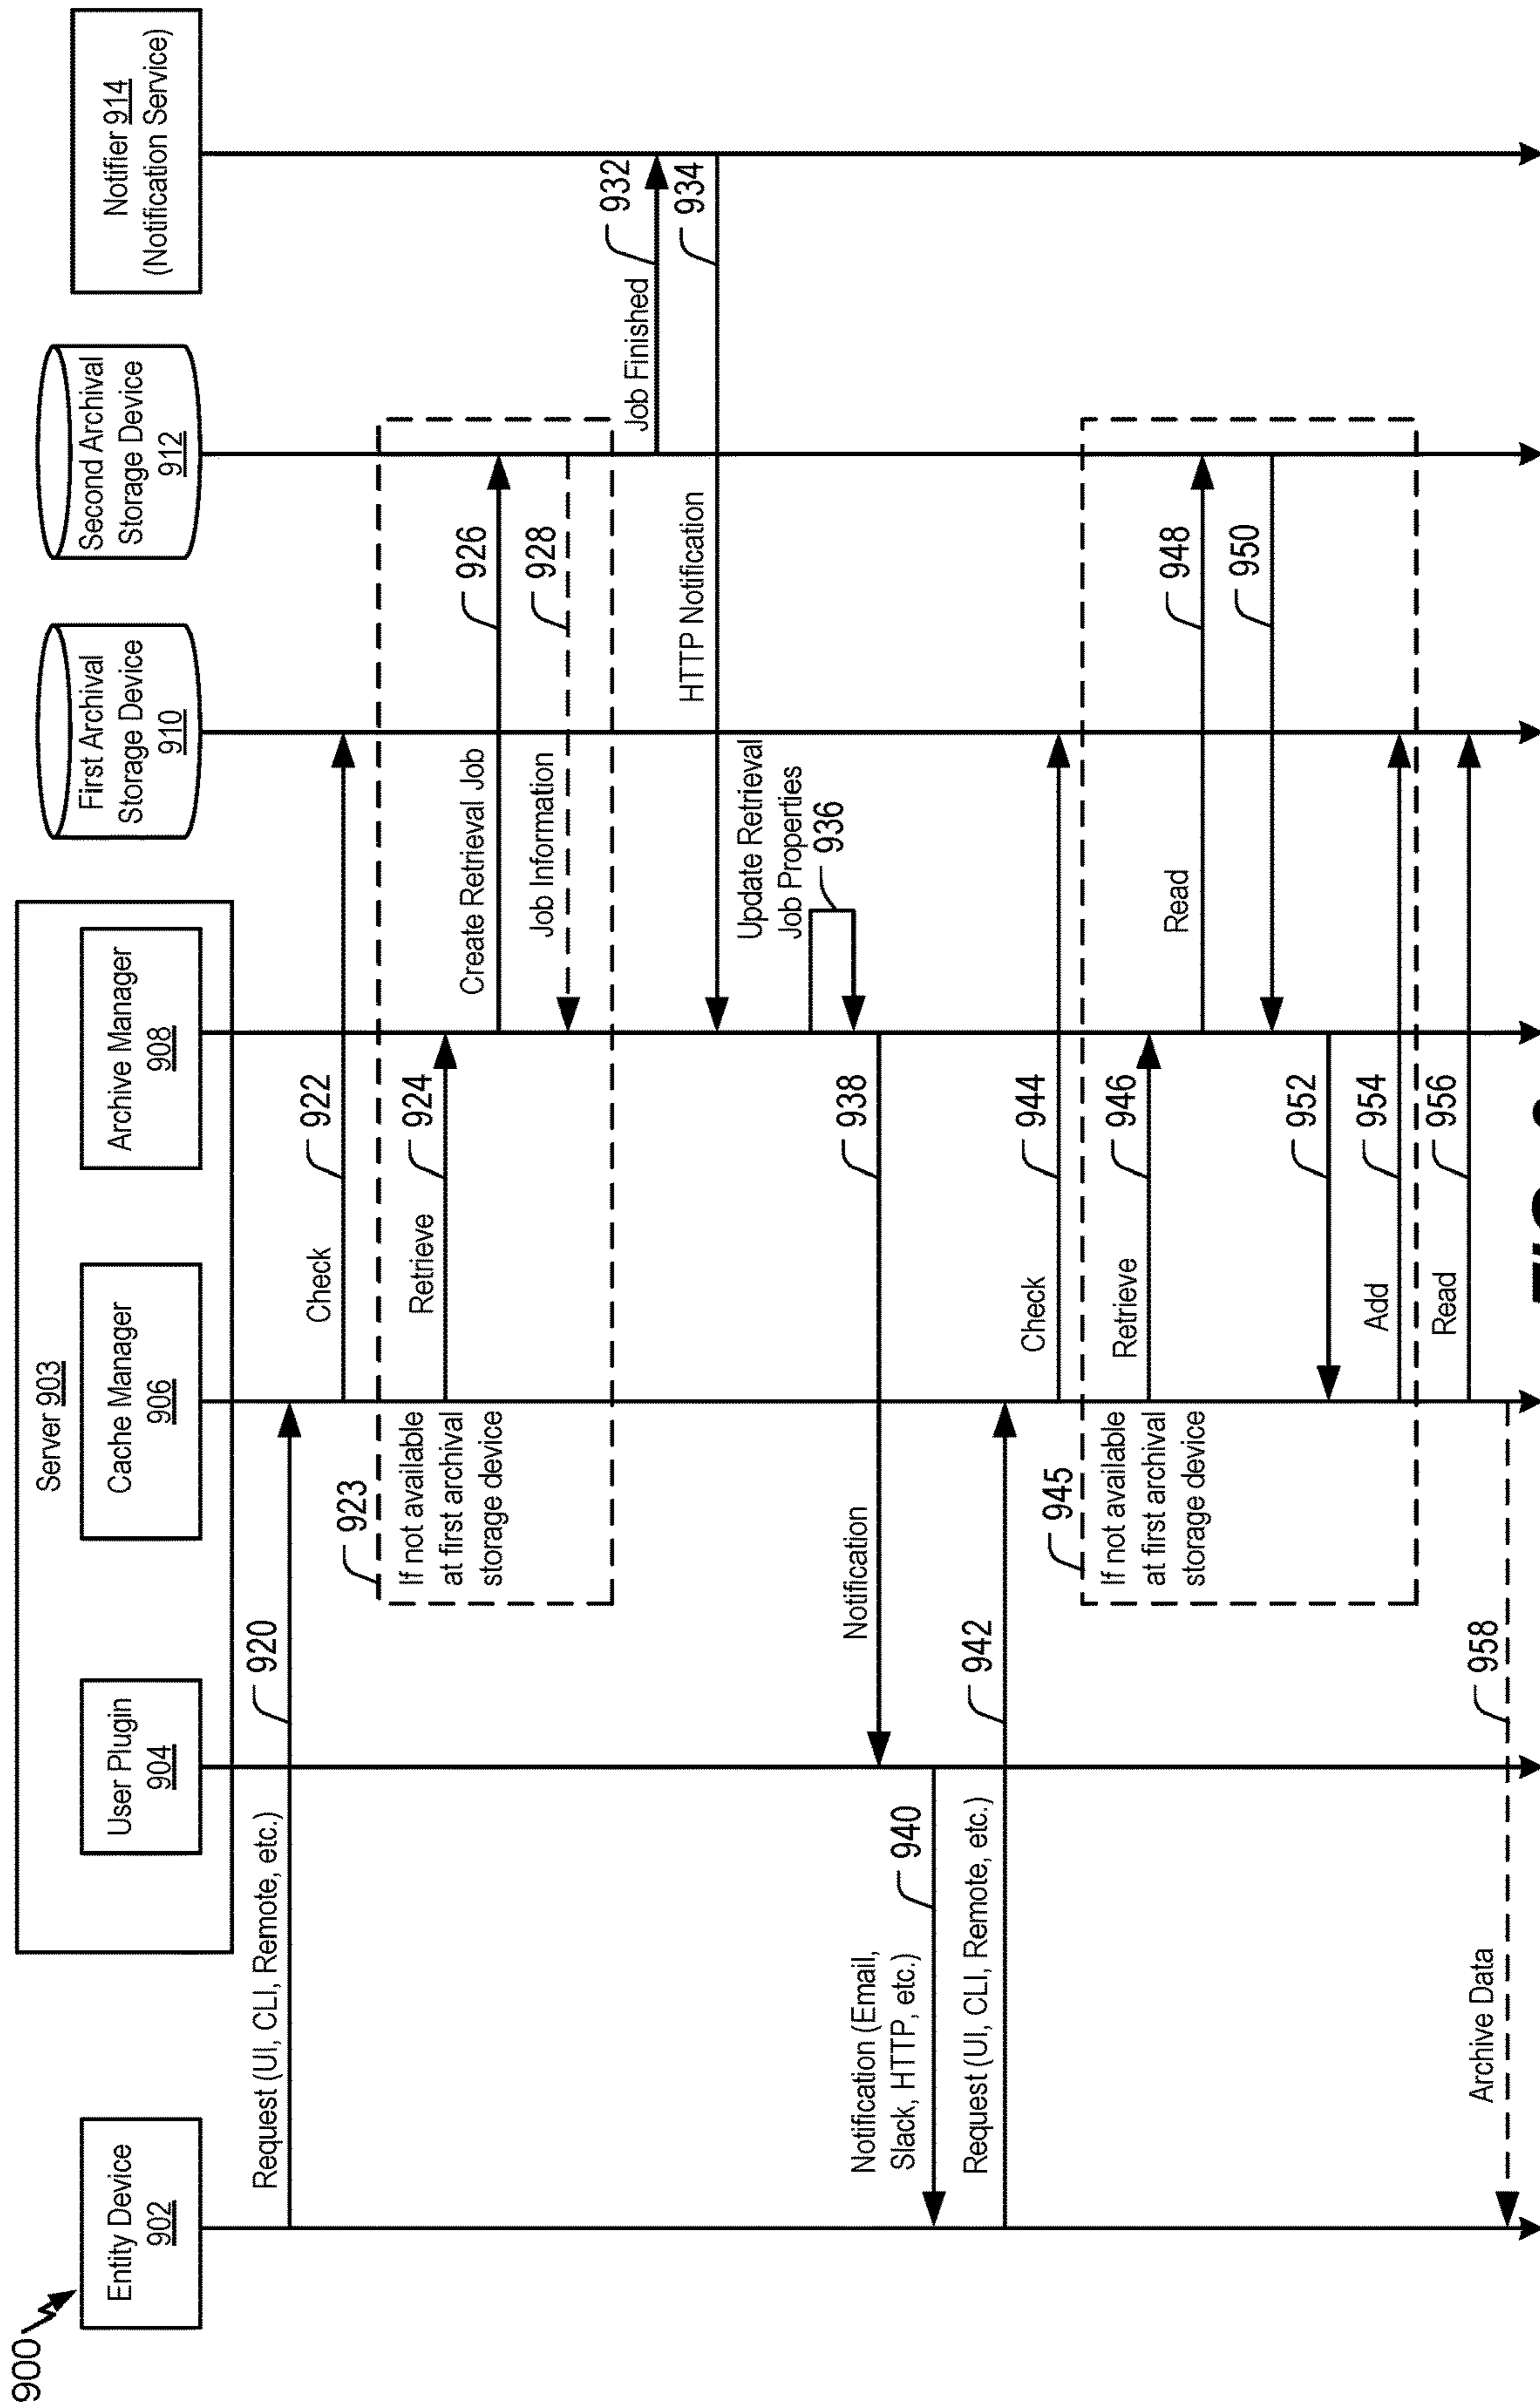 900
Entity Device
902
Server 903
User Plugin
904
Cache Manager
906
Archive Manager
908
First Archival
Storage Device
910
Second Archival
Storage Device
912
Notifier 914
(Notification Service)
Request (UI, CLI, Remote, etc.)
920
Check
922
923
If not available
at first archival
storage device
Retrieve
924
Create Retrieval Job
926
Job Information
928
Job Finished
932
HTTP Notification
934
Update Retrieval
Job Properties
936
Notification
938
Notification (Email,
Slack, HTTP, etc.)
940
Request (UI, CLI, Remote, etc.)
942
Check
944
945
If not available
at first archival
storage device
Retrieve
946
Read
948
950
952
Add
954
Read
956
Archive Data
958